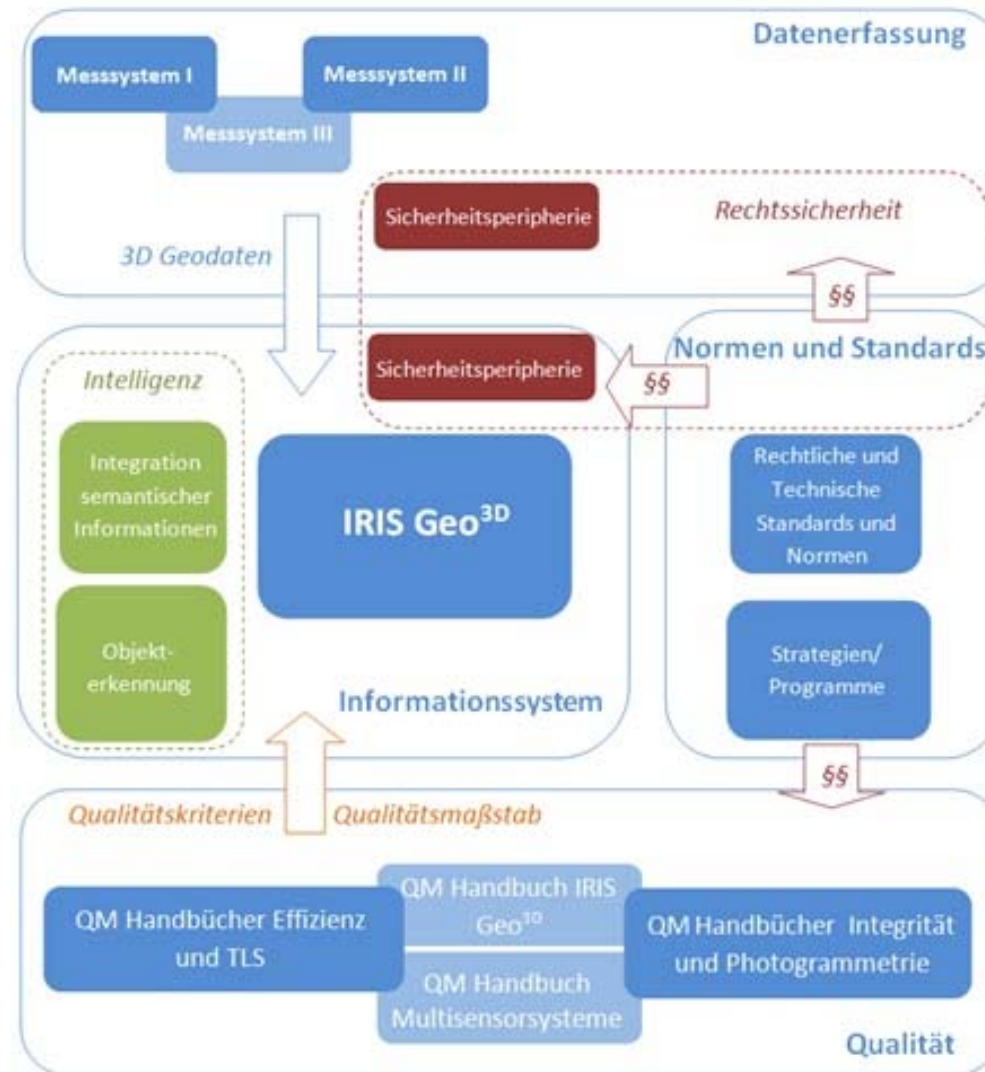 Datenerfassung
Messsystem I
Messsystem II
Messsystem III
Sicherheitsperipherie
Rechtssicherheit
3D Geodaten
§§
Normen und Standards
Sicherheitsperipherie
§§
Intelligenz
Integration
semantischer
Informationen
IRIS Geo3D
Rechtliche und
Technische
Standards und
Normen
Objekt-
erkennung
Strategien/
Programme
Informationssystem
§§
Qualitätskriterien
Qualitätsmaßstab
QM Handbücher Effizienz
und TLS
QM Handbuch IRIS
Geo3D
QM Handbuch
Multisensorsysteme
QM Handbücher Integrität
und Photogrammetrie
Qualität